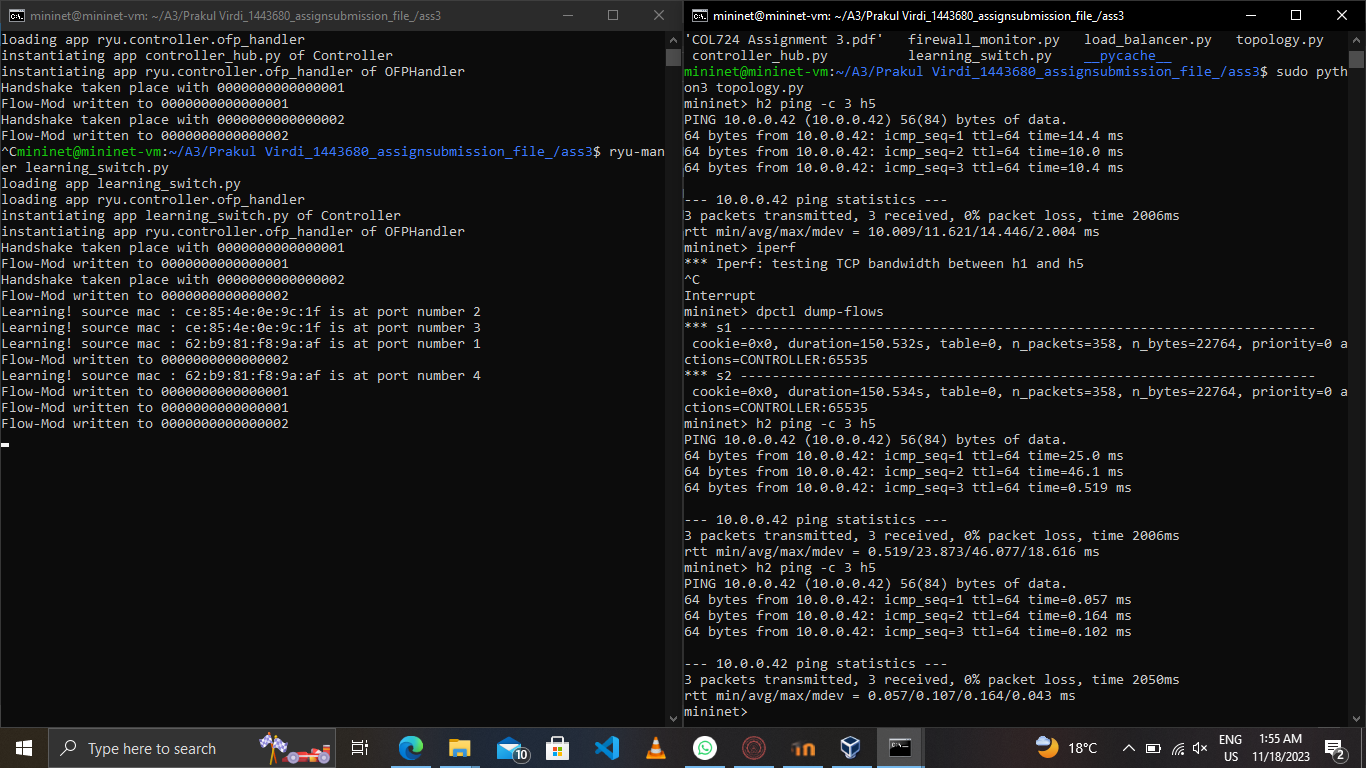 mininet@mininet-vm: ~/A3/Prakul Virdi_1443680_assignsubmission_file_/ass3
loading app ryu.controller.ofp_handler
instantiating app controller_hub.py of Controller
instantiating app ryu.controller.ofp_handler of OFPHandler
Handshake taken place with 0000000000000001
Flow-Mod written to 0000000000000001
Handshake taken place with 0000000000000002
Flow-Mod written to 0000000000000002
^Cmininet@mininet-vm:~/A3/Prakul Virdi_1443680_assignsubmission_file_/ass3$ ryu-man
er learning_switch.py
loading app learning_switch.py
loading app ryu.controller.ofp_handler
instantiating app learning_switch.py of Controller
instantiating app ryu.controller.ofp_handler of OFPHandler
Handshake taken place with 0000000000000001
Flow-Mod written to 0000000000000001
Handshake taken place with 0000000000000002
Flow-Mod written to 0000000000000002
Learning! source mac : ce:85:4e:0e:9c:1f is at port number 2
Learning! source mac : ce:85:4e:0e:9c:1f is at port number 3
Learning! source mac : 62:b9:81:f8:9a:af is at port number 1
Flow-Mod written to 0000000000000002
Learning! source mac : 62:b9:81:f8:9a:af is at port number 4
Flow-Mod written to 0000000000000001
Flow-Mod written to 0000000000000001
Flow-Mod written to 0000000000000002
mininet@mininet-vm: ~/A3/Prakul Virdi_1443680_assignsubmission_file_/ass3
'COL724 Assignment 3.pdf'   firewall_monitor.py   load_balancer.py   topology.py
controller_hub.py          learning_switch.py    __pycache__
mininet@mininet-vm:~/A3/Prakul Virdi_1443680_assignsubmission_file_/ass3$ sudo pyth
on3 topology.py
mininet> h2 ping -c 3 h5
PING 10.0.0.42 (10.0.0.42) 56(84) bytes of data.
64 bytes from 10.0.0.42: icmp_seq=1 ttl=64 time=14.4 ms
64 bytes from 10.0.0.42: icmp_seq=2 ttl=64 time=10.0 ms
64 bytes from 10.0.0.42: icmp_seq=3 ttl=64 time=10.4 ms
--- 10.0.0.42 ping statistics ---
3 packets transmitted, 3 received, 0% packet loss, time 2006ms
rtt min/avg/max/mdev = 10.009/11.621/14.446/2.004 ms
mininet> iperf
*** Iperf: testing TCP bandwidth between h1 and h5
^C
Interrupt
mininet> dpctl dump-flows
*** s1 ------------------------------------------------------------------------
cookie=0x0, duration=150.532s, table=0, n_packets=358, n_bytes=22764, priority=0 a
ctions=CONTROLLER:65535
*** s2 ------------------------------------------------------------------------
cookie=0x0, duration=150.534s, table=0, n_packets=358, n_bytes=22764, priority=0 a
ctions=CONTROLLER:65535
mininet> h2 ping -c 3 h5
PING 10.0.0.42 (10.0.0.42) 56(84) bytes of data.
64 bytes from 10.0.0.42: icmp_seq=1 ttl=64 time=25.0 ms
64 bytes from 10.0.0.42: icmp_seq=2 ttl=64 time=46.1 ms
64 bytes from 10.0.0.42: icmp_seq=3 ttl=64 time=0.519 ms
--- 10.0.0.42 ping statistics ---
3 packets transmitted, 3 received, 0% packet loss, time 2006ms
rtt min/avg/max/mdev = 0.519/23.873/46.077/18.616 ms
mininet> h2 ping -c 3 h5
PING 10.0.0.42 (10.0.0.42) 56(84) bytes of data.
64 bytes from 10.0.0.42: icmp_seq=1 ttl=64 time=0.057 ms
64 bytes from 10.0.0.42: icmp_seq=2 ttl=64 time=0.164 ms
64 bytes from 10.0.0.42: icmp_seq=3 ttl=64 time=0.102 ms
--- 10.0.0.42 ping statistics ---
3 packets transmitted, 3 received, 0% packet loss, time 2050ms
rtt min/avg/max/mdev = 0.057/0.107/0.164/0.043 ms
mininet>
Type here to search
10
18°C
ENG
US
1:55 AM
11/18/2023
2